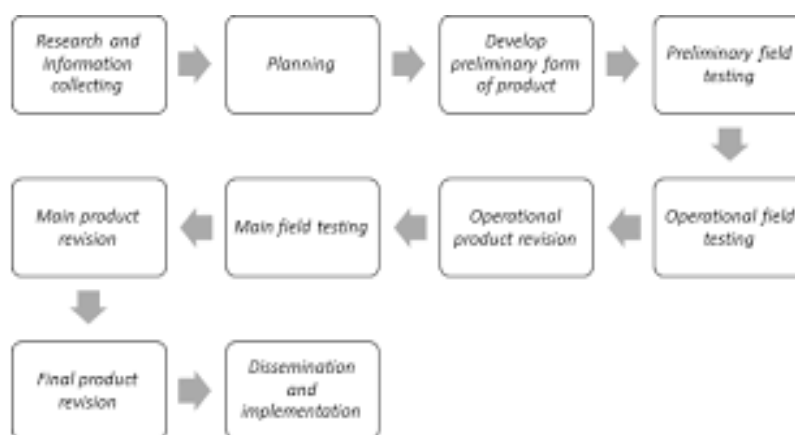 Research and
information
collecting
Planning
Develop
preliminary form
of product
Preliminary field
testing
Operational field
testing
Operational
product revision
Main field testing
Main product
revision
Final product
revision
Dissemination
and
implementation